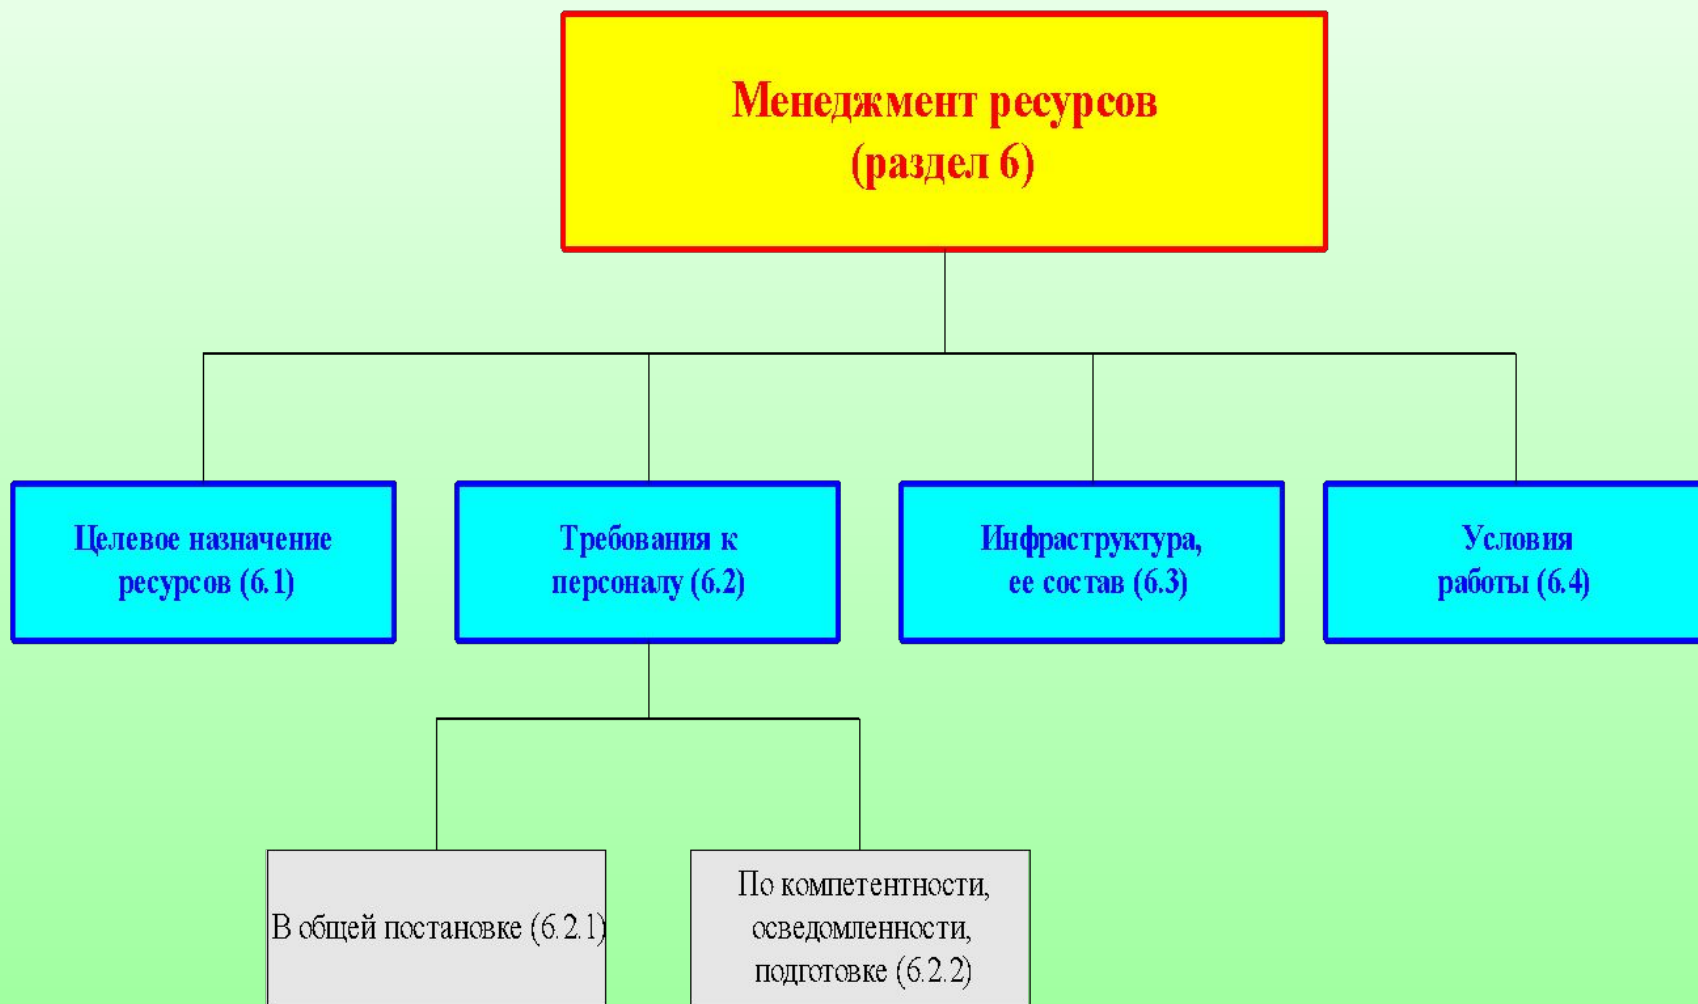 Менеджмент ресурсов
(раздел 6)
Целевое назначение
ресурсов (6.1)
Требования к
персоналу (6.2)
Инфраструктура,
ее состав (6.3)
Условия
работы (6.4)
В общей постановке (6.2.1)
По компетентности,
осведомленности,
подготовке (6.2.2)